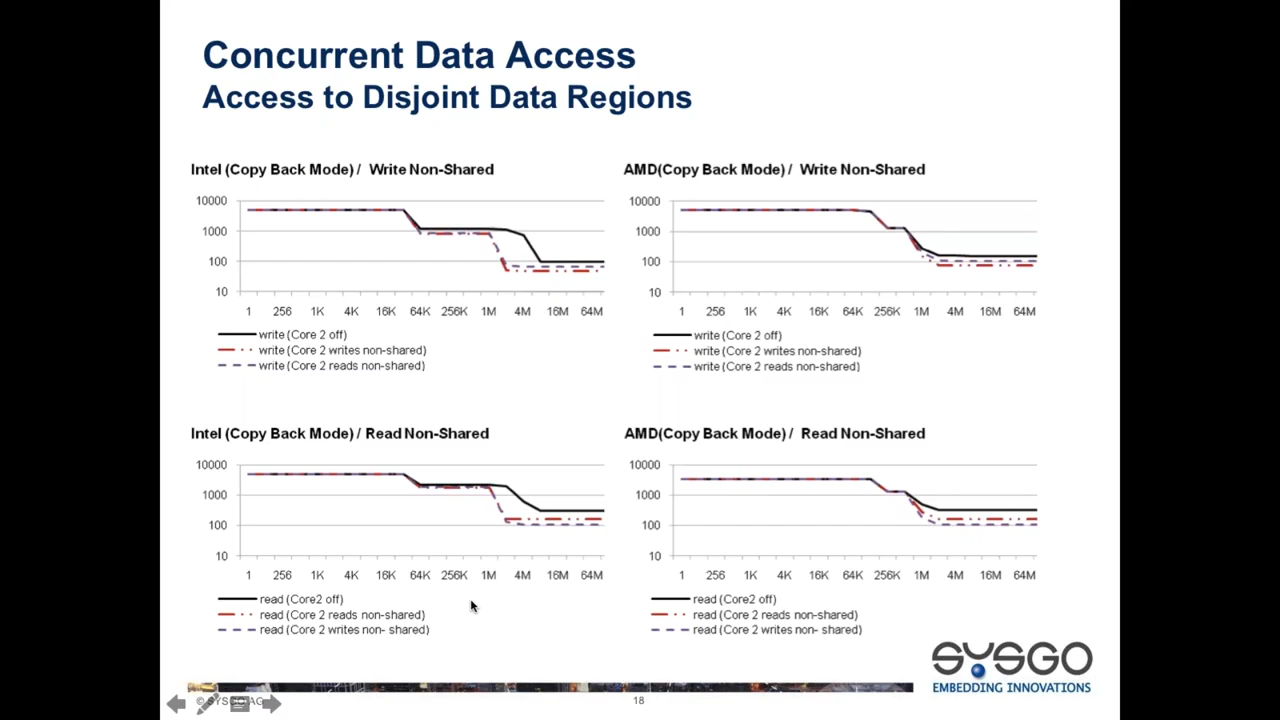 Concurrent Data Access
Access to Disjoint Data Regions
Intel (Copy Back Mode) / Write Non-Shared
10000
1000
100
10
1 256 1K 4K 16K 64K 256K 1M 4M 16M 64M
write (Core 2 off)
write (Core 2 writes non-shared)
write (Core 2 reads non-shared)
AMD(Copy Back Mode) / Write Non-Shared
10000
1000
100
10
1 256 1K 4K 16K 64K 256K 1M 4M 16M 64M
write (Core 2 off)
write (Core 2 writes non-shared)
write (Core 2 reads non-shared)
Intel (Copy Back Mode) / Read Non-Shared
10000
1000
100
10
1 256 1K 4K 16K 64K 256K 1M 4M 16M 64M
read (Core2 off)
read (Core 2 reads non-shared)
read (Core 2 writes non- shared)
AMD(Copy Back Mode) / Read Non-Shared
10000
1000
100
10
1 256 1K 4K 16K 64K 256K 1M 4M 16M 64M
read (Core2 off)
read (Core 2 reads non-shared)
read (Core 2 writes non- shared)
SYSGO
EMBEDDING INNOVATIONS
© SYSGO AG
18